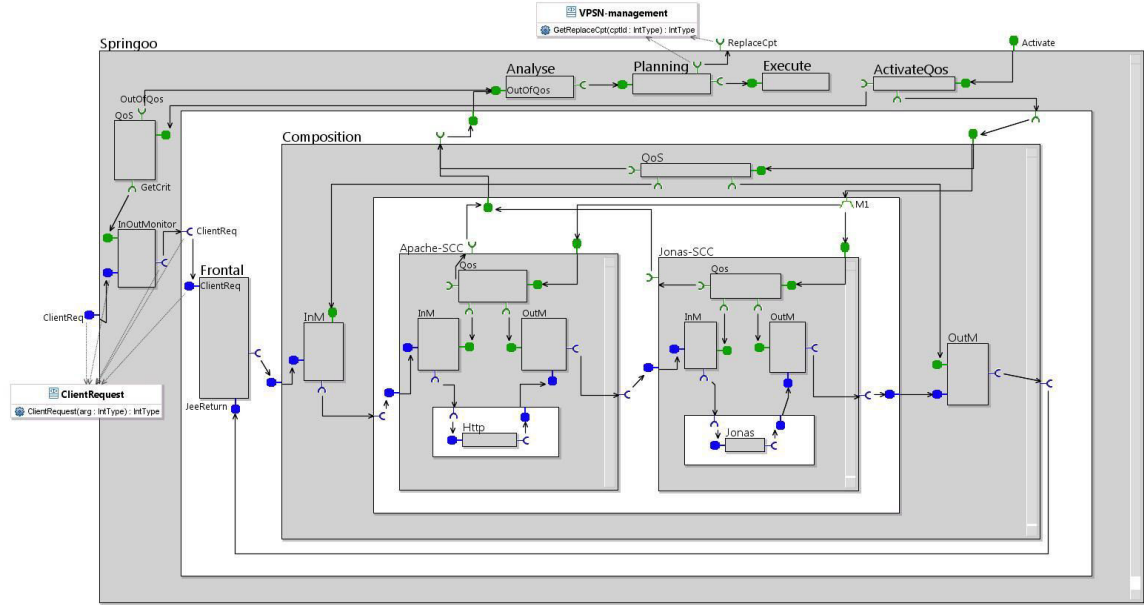 VPSN-management
GetReplaceCpt(cptId : IntType) : IntType
Springoo
ReplaceCpt
Activate
Analyse
Planning
Execute
ActivateQos
OutOfQos
OutOfQos
QoS
Composition
QoS
GetCrit
M1
InOutMonitor
ClientReq
Apache-SCC
Jonas-SCC
Frontal
Qos
Qos
ClientReq
ClientReq
InM
InM
OutM
InM
OutM
OutM
ClientRequest
ClientRequest(arg : IntType) : IntType
JeeReturn
Http
Jonas